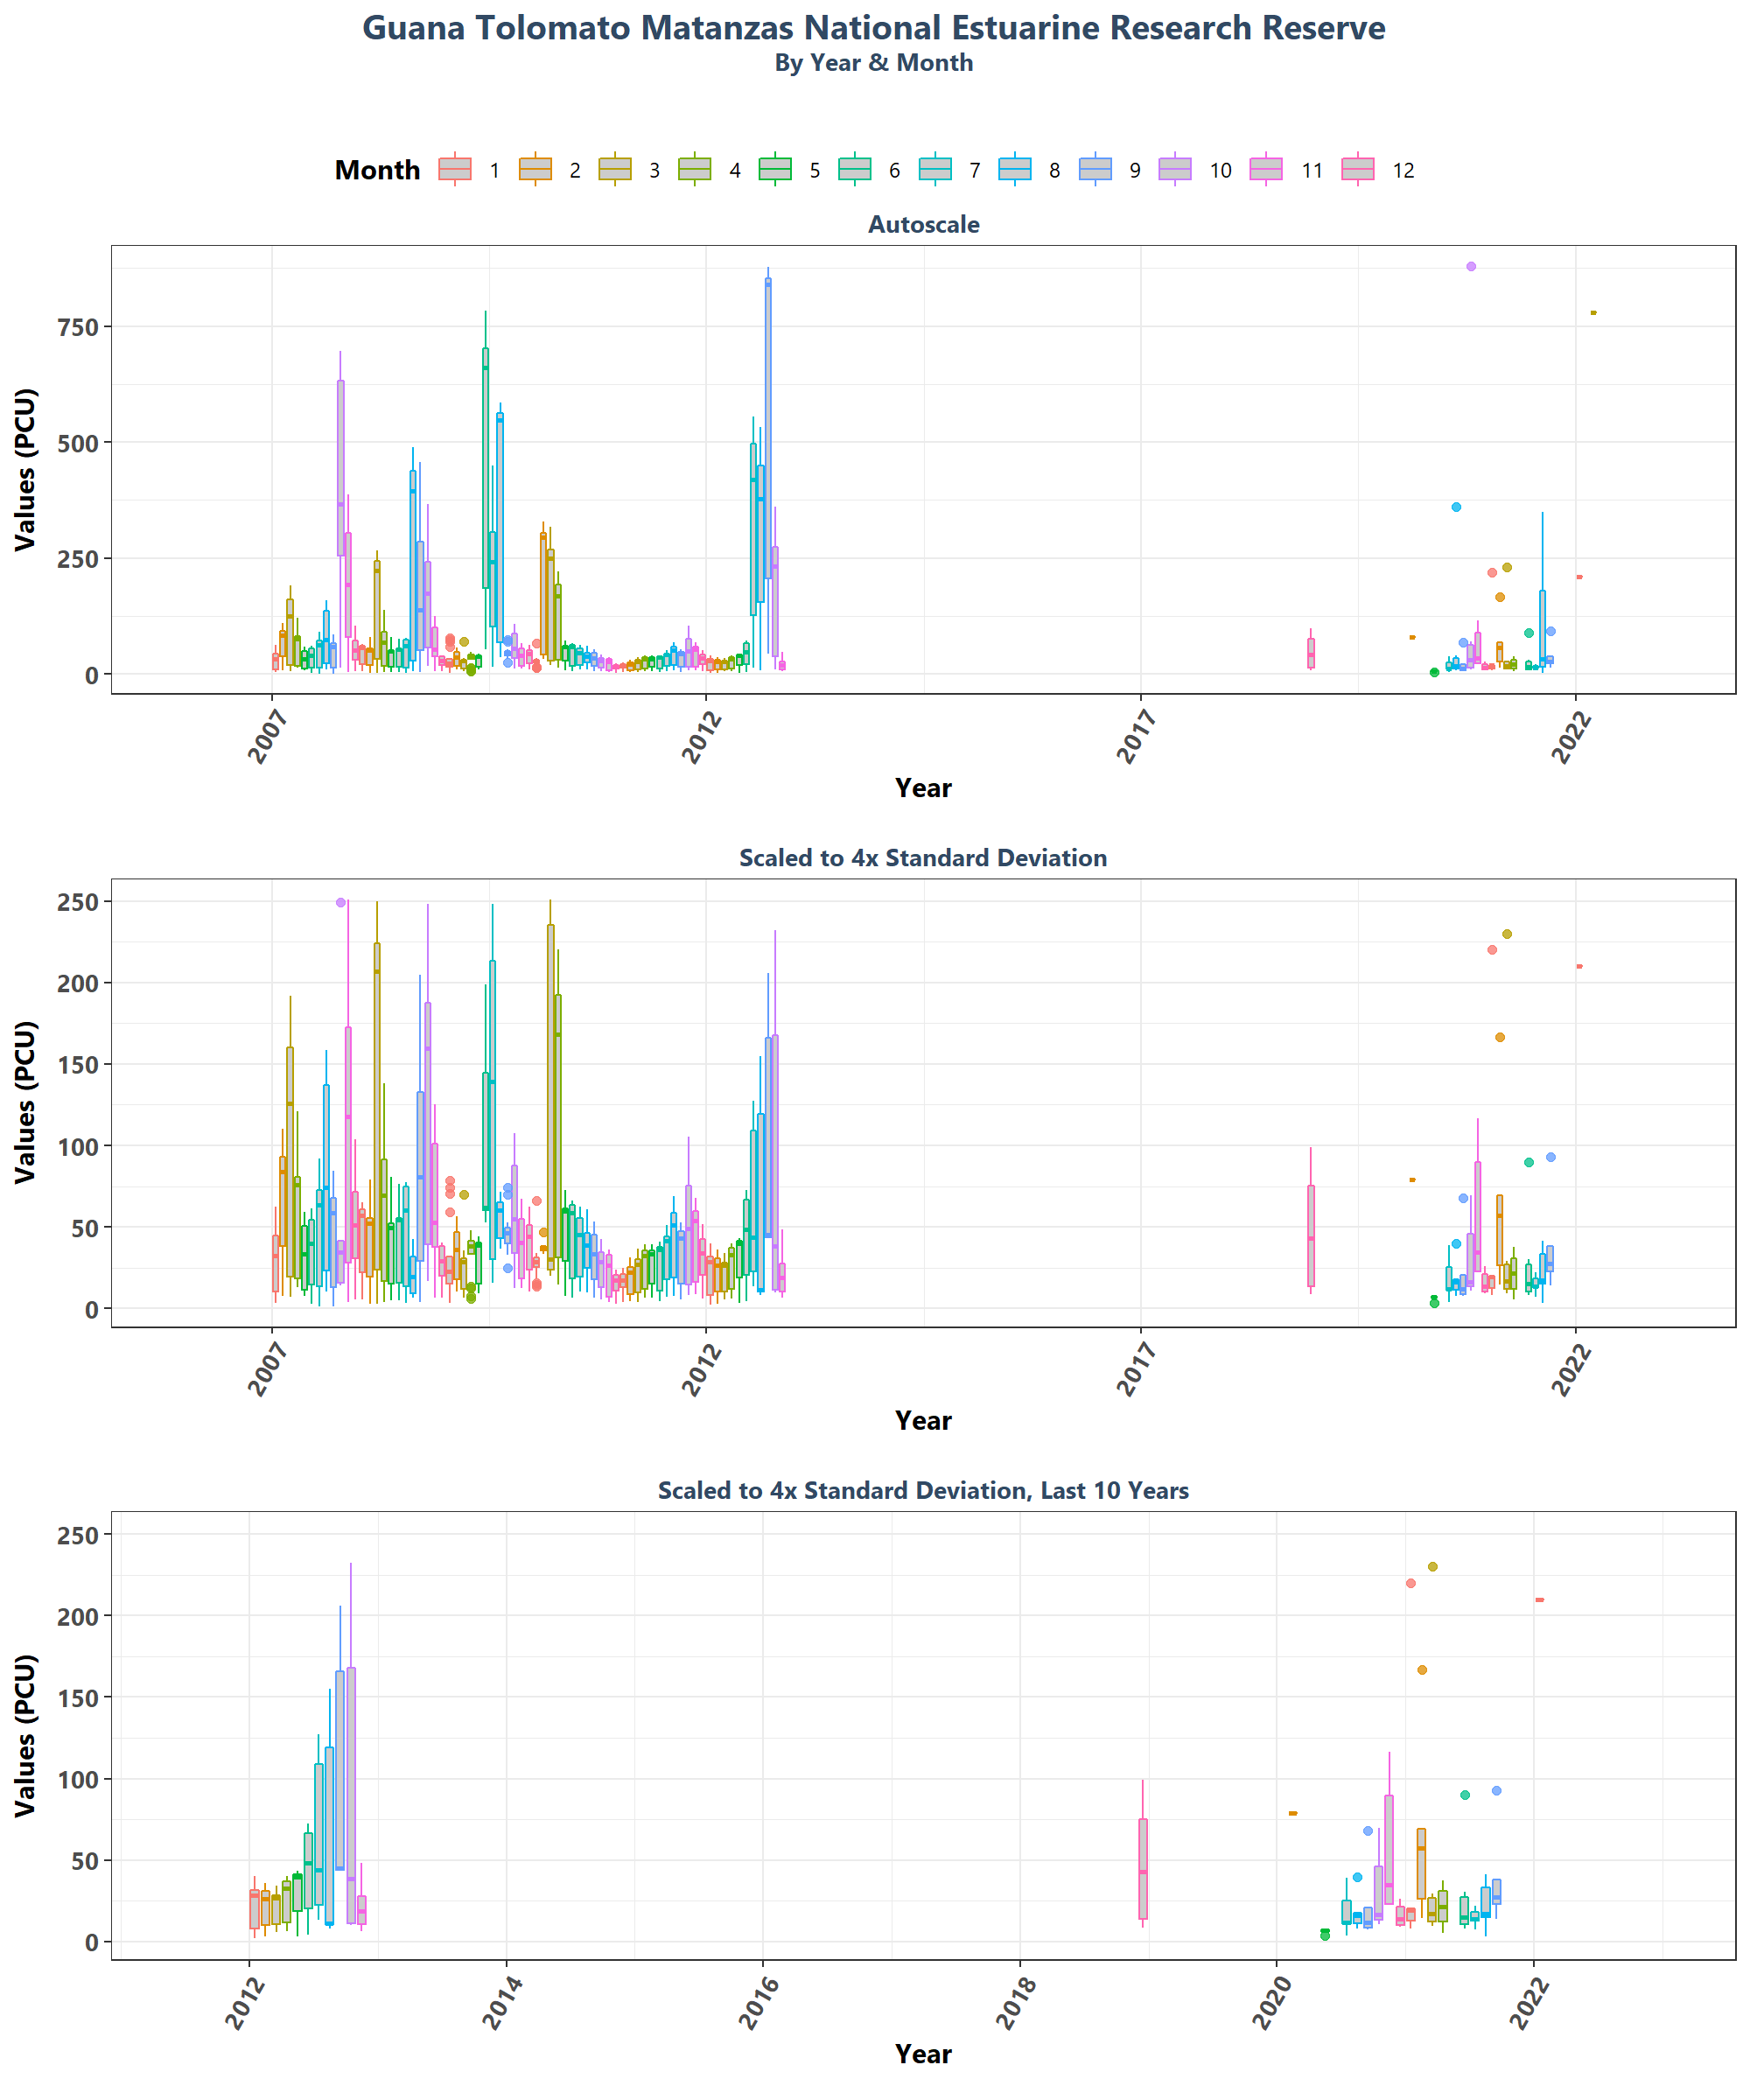 Guana Tolomato Matanzas National Estuarine Research Reserve
By Year & Month
Month 1 2 3 4 5 6 7 8 9 10 11 12
Autoscale
Values (PCU)
750
500
250
0
2007 2012 2017 2022
Year
Scaled to 4x Standard Deviation
Values (PCU)
250
200
150
100
50
0
2007 2012 2017 2022
Year
Scaled to 4x Standard Deviation, Last 10 Years
Values (PCU)
250
200
150
100
50
0
2012 2014 2016 2018 2020 2022
Year